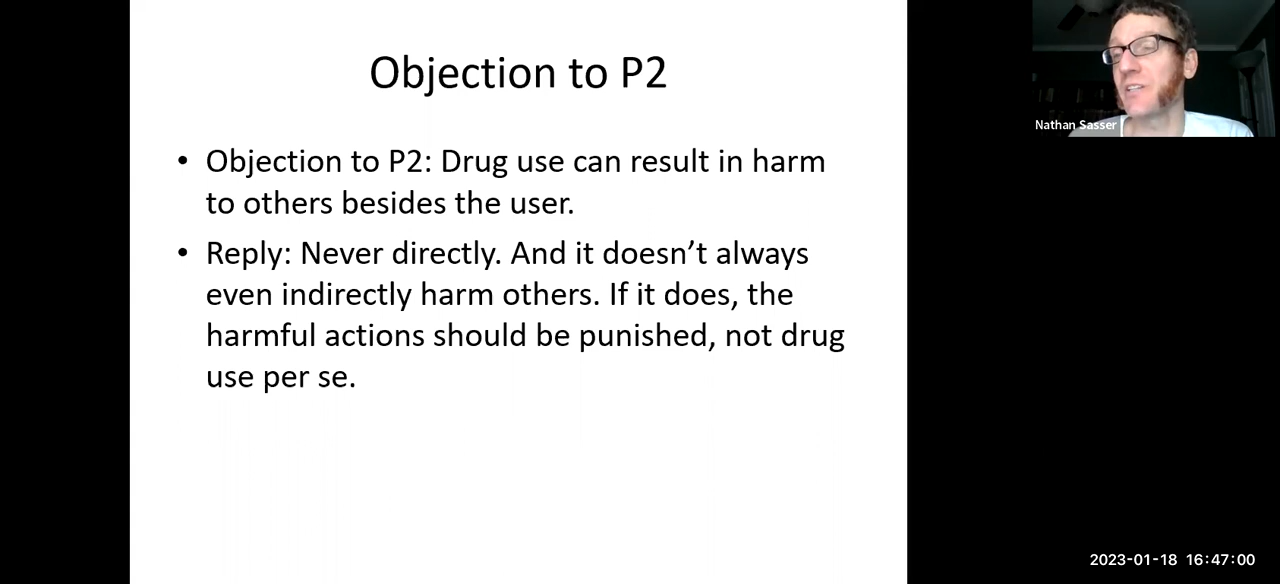 Objection to P2
• Objection to P2: Drug use can result in harm
to others besides the user.
• Reply: Never directly. And it doesn’t always
even indirectly harm others. If it does, the
harmful actions should be punished, not drug
use per se.
Nathan Sasser
2023-01-18 16:47:00